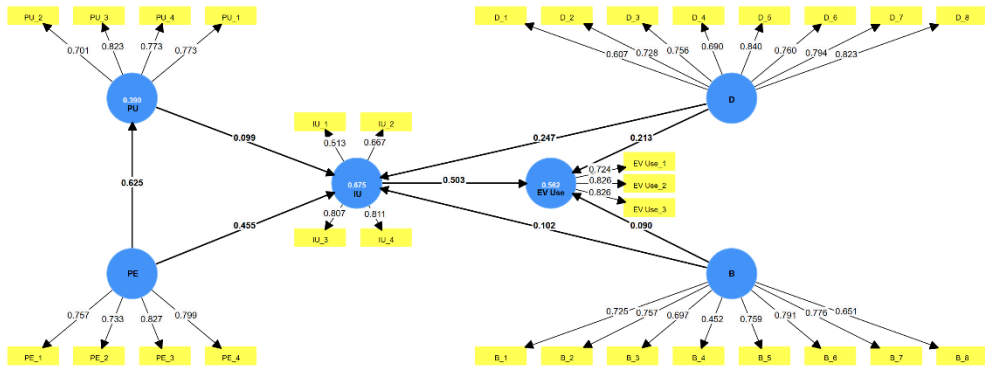 PU_2 PU_3 PU_4 PU_1 D_1 D_2 D_3 D_4 D_5 D_6 D_7 D_8
0.701 0.823 0.773 0.773 0.607 0.728 0.756 0.690 0.840 0.760 0.794 0.823
0.390
PU
D
IU_1 IU_2
0.099 0.247 0.213
0.513 0.667
0.724 EV Use_1
0.675 0.503 0.562 0.826 EV Use_2
IU EV Use
0.625 0.826 EV Use_3
0.807 0.811
0.455 0.102 0.090
IU_3 IU_4
PE B
0.757 0.733 0.827 0.799 0.725 0.757 0.697 0.452 0.759 0.791 0.776 0.651
PE_1 PE_2 PE_3 PE_4 B_1 B_2 B_3 B_4 B_5 B_6 B_7 B_8